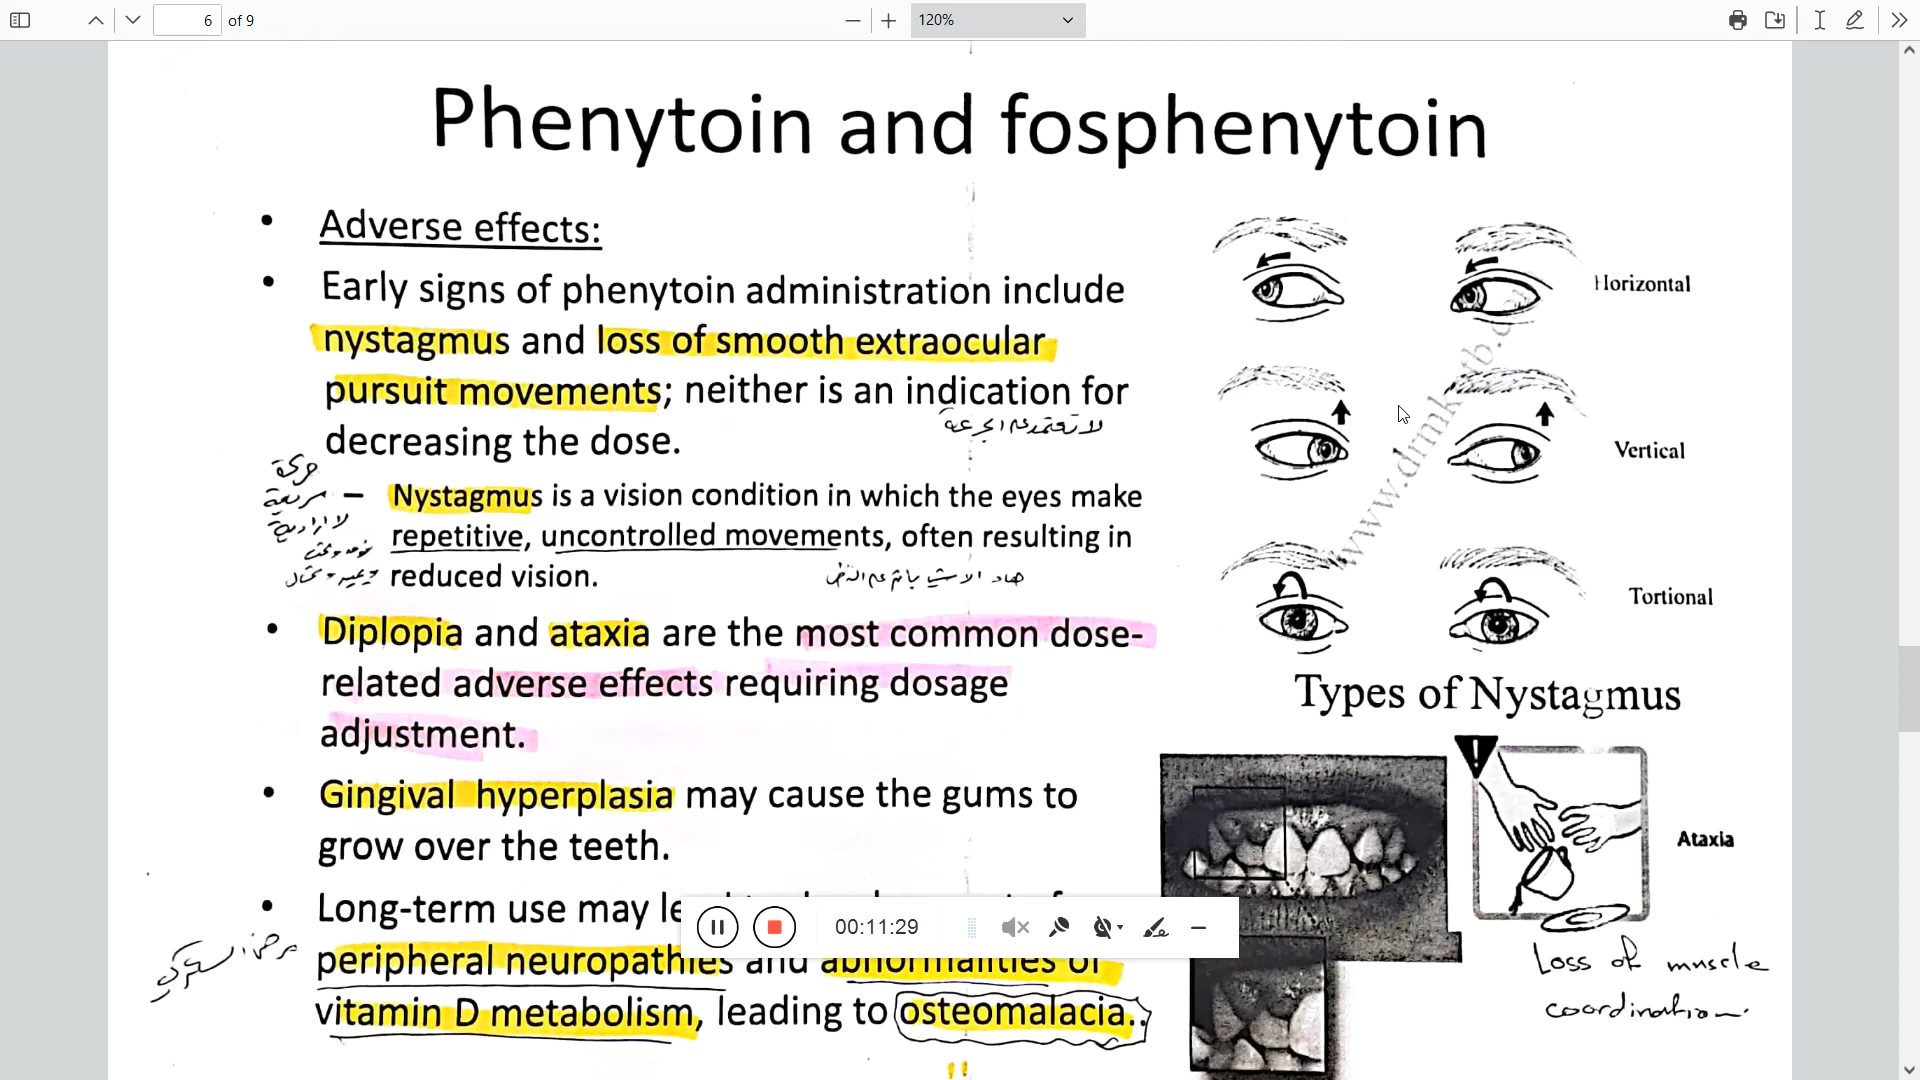 6 of 9
120%
Phenytoin and fosphenytoin
• Adverse effects:
• Early signs of phenytoin administration include
nystagmus and loss of smooth extraocular
pursuit movements; neither is an indication for
decreasing the dose.
– Nystagmus is a vision condition in which the eyes make
repetitive, uncontrolled movements, often resulting in
reduced vision.
• Diplopia and ataxia are the most common dose-
related adverse effects requiring dosage
adjustment.
• Gingival hyperplasia may cause the gums to
grow over the teeth.
• Long-term use may
peripheral neuropathies and abnormalities of
vitamin D metabolism, leading to osteomalacia..
حركة
سريعة
لا ارادية
Horizontal
Vertical
Tortional
Types of Nystagmus
!
Ataxia
Loss of muscle
coordination.
00:11:29